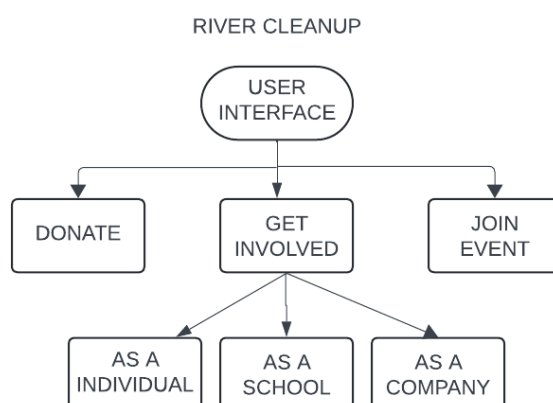 RIVER CLEANUP
USER
INTERFACE
DONATE
GET
INVOLVED
JOIN
EVENT
AS A
INDIVIDUAL
AS A
SCHOOL
AS A
COMPANY